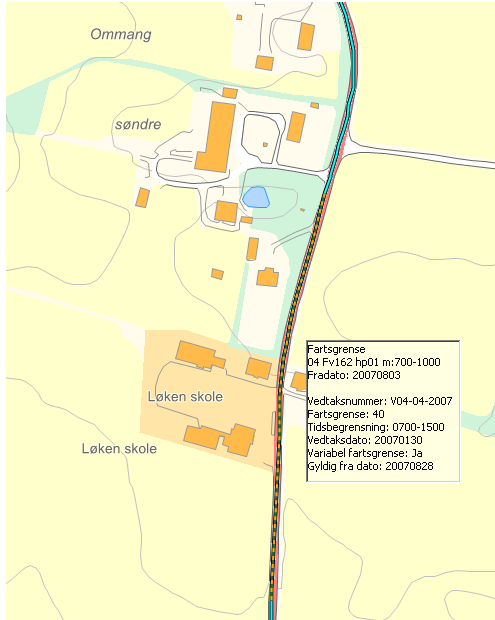 Ommang
søndre
Fartsgrense
04 Fv162 hp01 m:700-1000
Fradato: 20070803
Vedtaksnummer: V04-04-2007
Fartsgrense: 40
Tidsbegrensning: 0700-1500
Vedtaksdato: 20070130
Variabel fartsgrense: Ja
Gyldig fra dato: 20070828
Løken skole
Løken skole